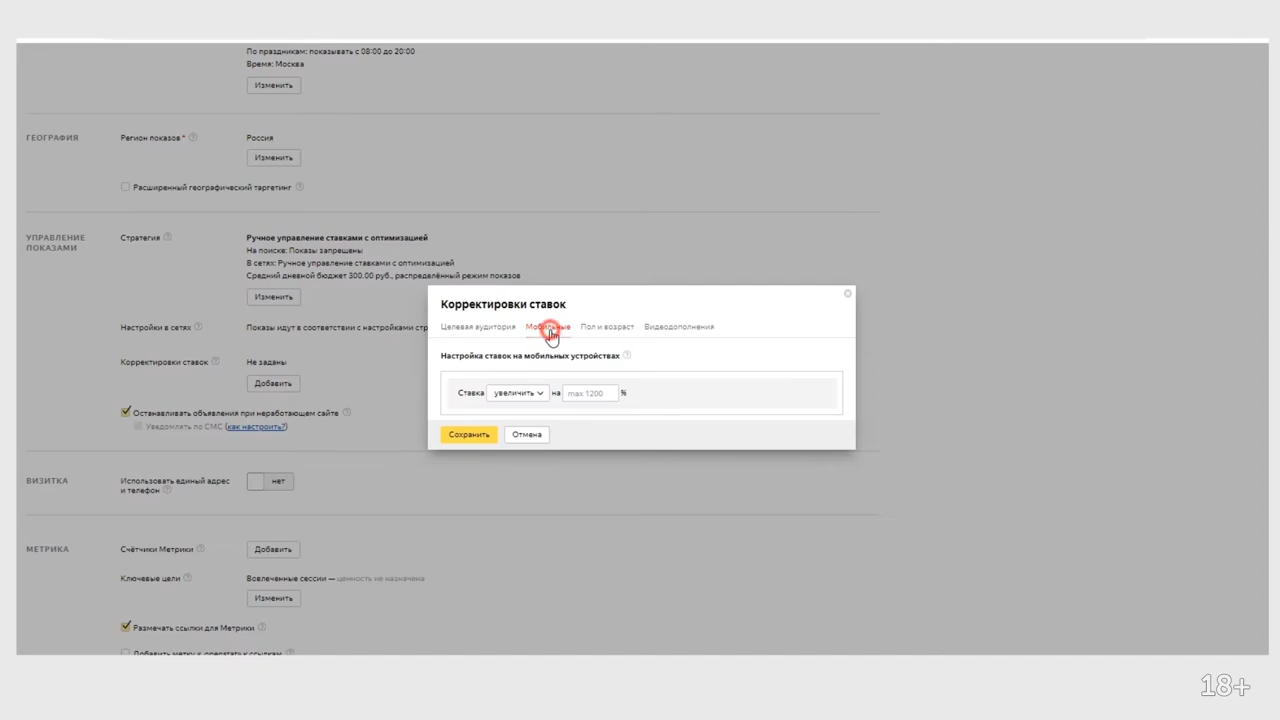 По праздникам: показывать с 08:00 до 20:00
Время: Москва
Изменить
ГЕОГРАФИЯ
Регион показов *
Россия
Изменить
Расширенный географический таргетинг
УПРАВЛЕНИЕ
ПОКАЗАМИ
Стратегия
Ручное управление ставками с оптимизацией
На поиске: Показы запрещены
В сетях: Ручное управление ставками с оптимизацией
Средний дневной бюджет 300.00 руб., распределённый режим показов
Изменить
Настройки в сетях
Показы идут в соответствии с настройками стр
Корректировки ставок
Не заданы
Добавить
Останавливать объявления при неработающем сайте
Уведомлять по СМС (как настроить?)
Корректировки ставок
Целевая аудитория Мобильные Пол и возраст Видеодополнения
Настройка ставок на мобильных устройствах
Ставка увеличить на max 1200 %
Сохранить Отмена
ВИЗИТКА
Использовать единый адрес
и телефон
нет
МЕТРИКА
Счётчики Метрики
Добавить
Ключевые цели
Вовлеченные сессии — ценность не назначена
Изменить
Размечать ссылки для Метрики
Добавить метку к ссылкам
18+